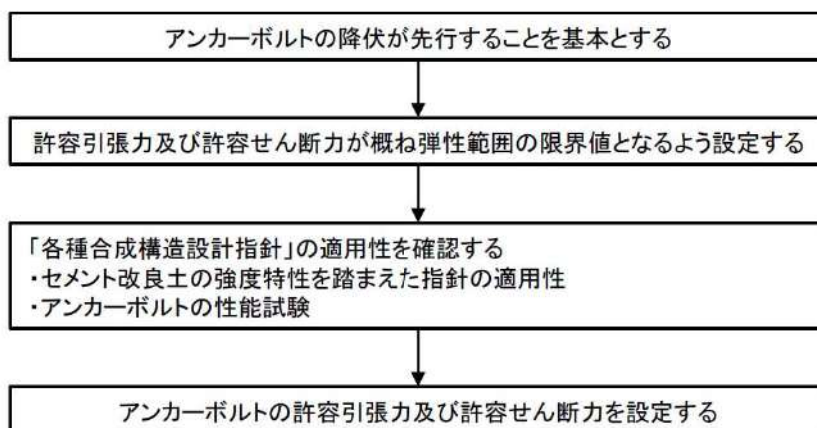 アンカーボルトの降伏が先行することを基本とする
許容引張力及び許容せん断力が概ね弾性範囲の限界値となるよう設定する
「各種合成構造設計指針」の適用性を確認する
・セメント改良土の強度特性を踏まえた指針の適用性
・アンカーボルトの性能試験
アンカーボルトの許容引張力及び許容せん断力を設定する